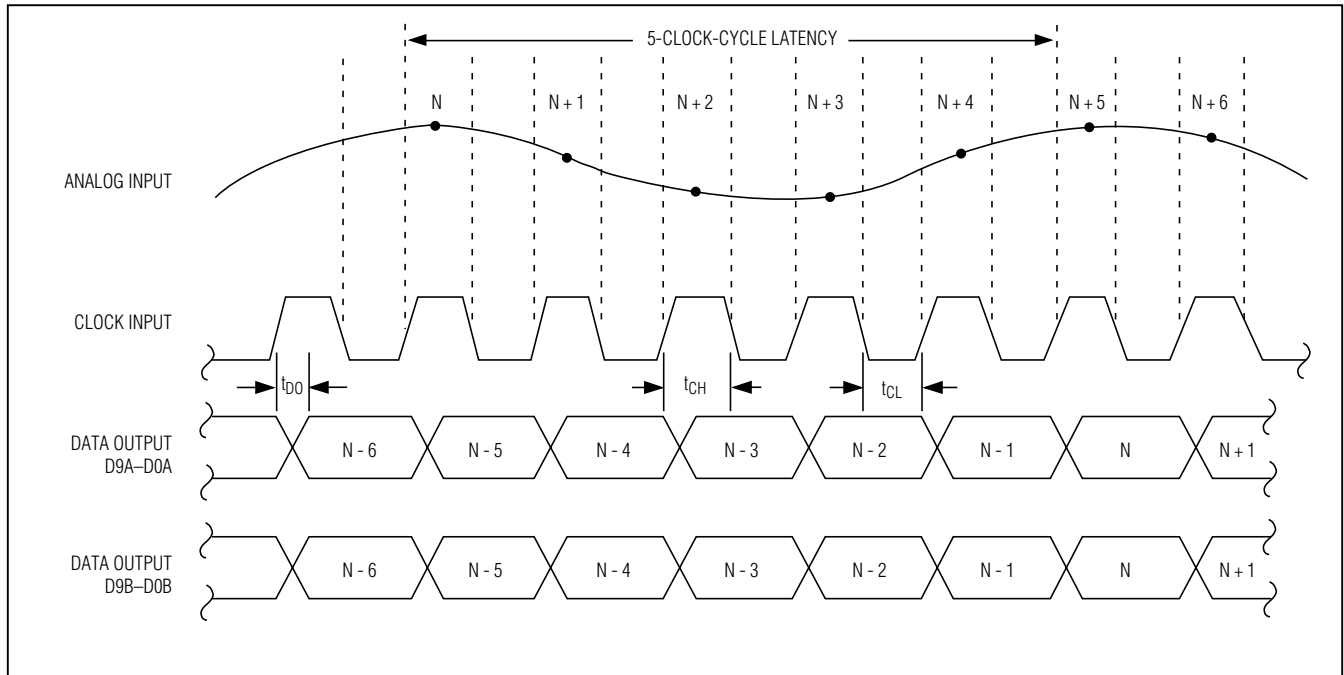 5-CLOCK-CYCLE LATENCY
N N + 1 N + 2 N + 3 N + 4 N + 5 N + 6
ANALOG INPUT
CLOCK INPUT
tDO tCH tCL
DATA OUTPUT
D9A–D0A
N - 6 N - 5 N - 4 N - 3 N - 2 N - 1 N N + 1
DATA OUTPUT
D9B–D0B
N - 6 N - 5 N - 4 N - 3 N - 2 N - 1 N N + 1